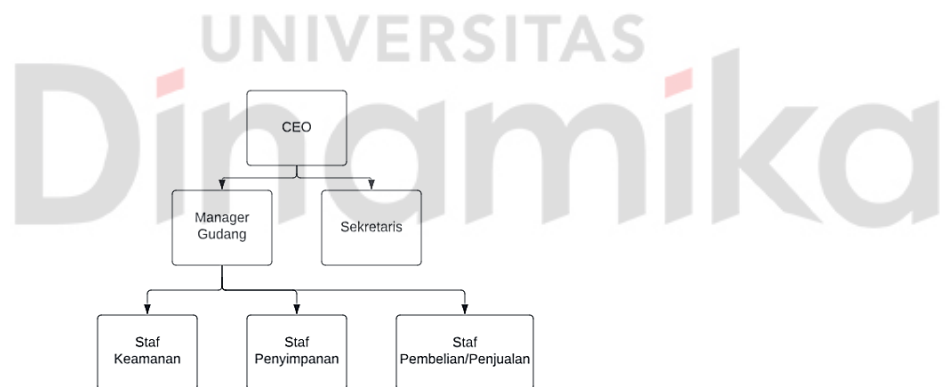 UNIVERSITAS
Dinamika
CEO
Manager
Gudang
Sekretaris
Staf
Keamanan
Staf
Penyimpanan
Staf
Pembelian/Penjualan